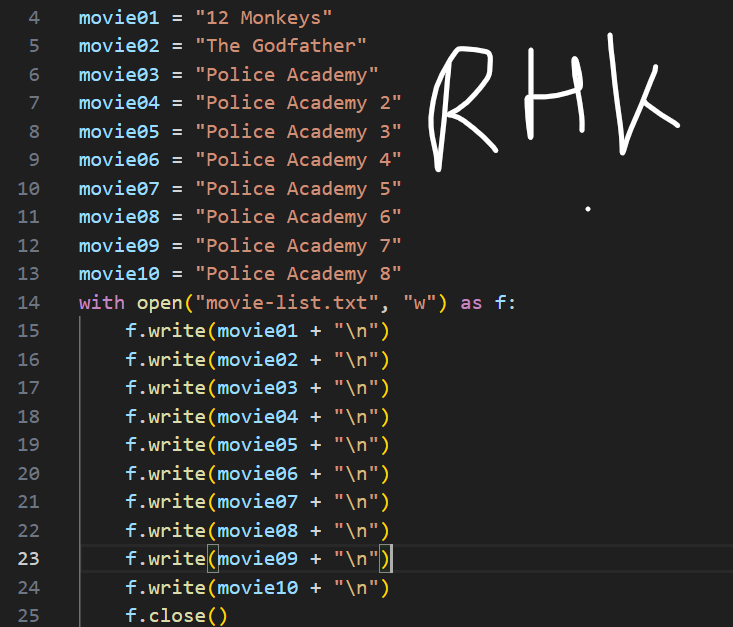 4 movie01 = "12 Monkeys"
5 movie02 = "The Godfather"
6 movie03 = "Police Academy"
7 movie04 = "Police Academy 2"
8 movie05 = "Police Academy 3"
9 movie06 = "Police Academy 4"
10 movie07 = "Police Academy 5"
11 movie08 = "Police Academy 6"
12 movie09 = "Police Academy 7"
13 movie10 = "Police Academy 8"
RHK
14 with open("movie-list.txt", "w") as f:
15     f.write(movie01 + "\n")
16     f.write(movie02 + "\n")
17     f.write(movie03 + "\n")
18     f.write(movie04 + "\n")
19     f.write(movie05 + "\n")
20     f.write(movie06 + "\n")
21     f.write(movie07 + "\n")
22     f.write(movie08 + "\n")
23     f.write(movie09 + "\n")
24     f.write(movie10 + "\n")
25     f.close()